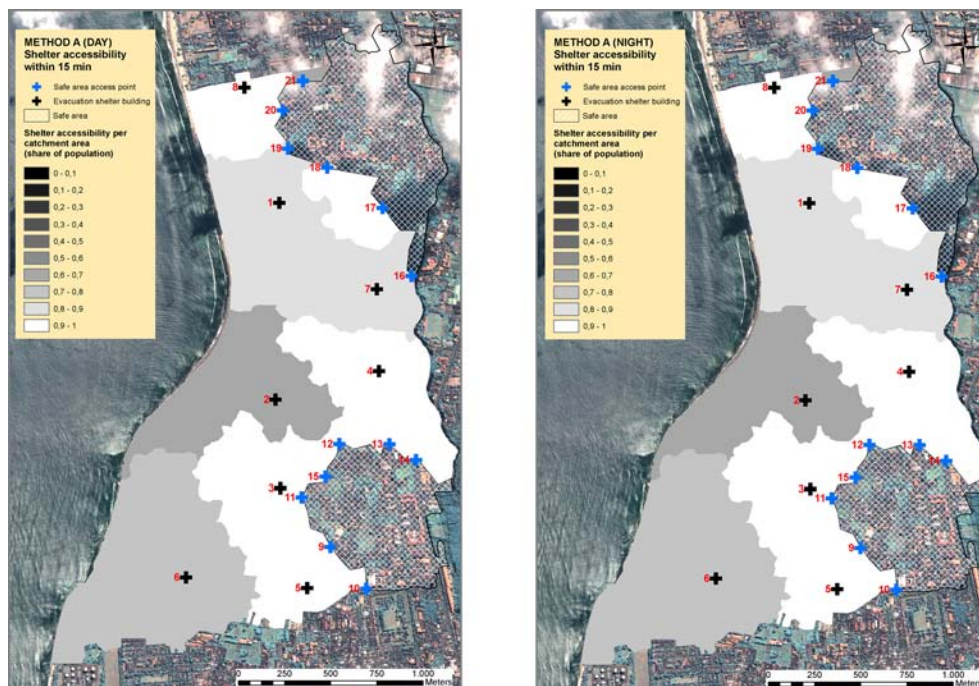 METHOD A (DAY)
Shelter accessibility
within 15 min
Safe area access point
Evacuation shelter building
Safe area
Shelter accessibility per
catchment area
(share of population)
0 - 0,1
0,1 - 0,2
0,2 - 0,3
0,3 - 0,4
0,4 - 0,5
0,5 - 0,6
0,6 - 0,7
0,7 - 0,8
0,8 - 0,9
0,9 - 1
21
8
20
19
18
1
17
16
7
4
2
12
13
14
15
3
11
9
6
5
10
0
250
500
750
1.000
Meters
METHOD A (NIGHT)
Shelter accessibility
within 15 min
Safe area access point
Evacuation shelter building
Safe area
Shelter accessibility per
catchment area
(share of population)
0 - 0,1
0,1 - 0,2
0,2 - 0,3
0,3 - 0,4
0,4 - 0,5
0,5 - 0,6
0,6 - 0,7
0,7 - 0,8
0,8 - 0,9
0,9 - 1
21
8
20
19
18
1
17
16
7
4
2
12
13
14
15
3
11
9
6
5
10
0
250
500
750
1.000
Meters